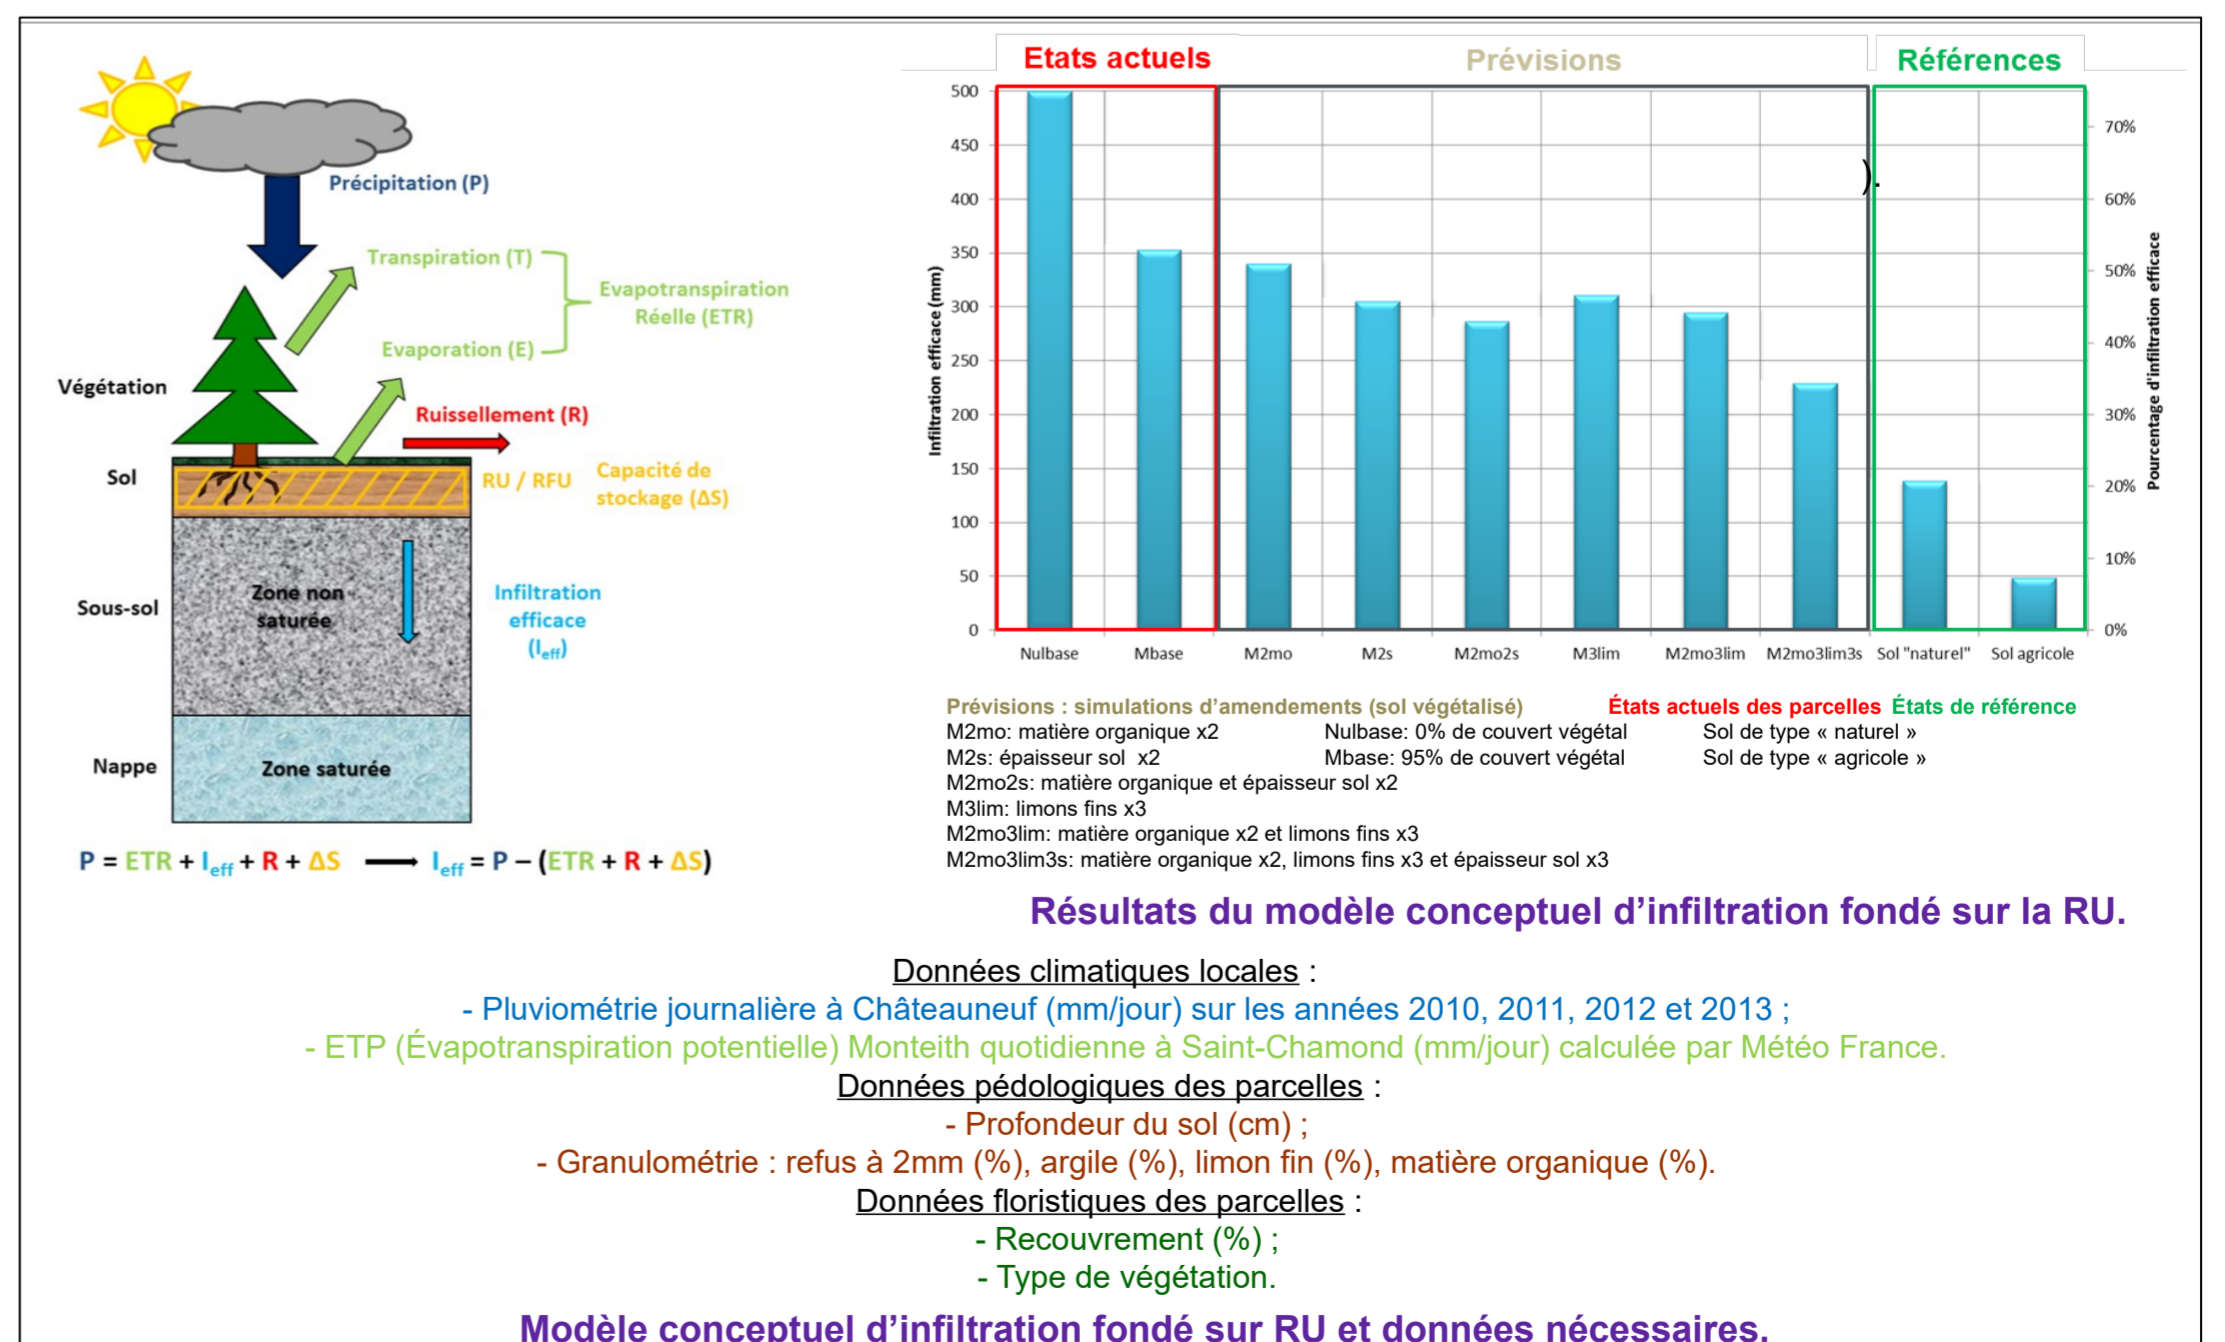 Précipitation (P)
Transpiration (T)
Evapotranspiration
Réelle (ETR)
Evaporation (E)
Végétation
Ruissellement (R)
Sol
RU / RFU
Capacité de
stockage (ΔS)
Zone non
saturée
Sous-sol
Infiltration
efficace
(Ieff)
Nappe
Zone saturée
P = ETR + Ieff + R + ΔS ⟶ Ieff = P – (ETR + R + ΔS)
Etats actuels
Prévisions
Références
Infiltration efficace (mm)
500
450
400
350
300
250
200
150
100
50
0
70%
60%
50%
40%
30%
20%
10%
0%
Pourcentage d'infiltration efficace
).
Nulbase
Mbase
M2mo
M2s
M2mo2s
M3lim
M2mo3lim
M2mo3lim3s
Sol "naturel"
Sol agricole
Prévisions : simulations d’amendements (sol végétalisé) États actuels des parcelles États de référence
M2mo: matière organique x2 Nulbase: 0% de couvert végétal Sol de type « naturel »
M2s: épaisseur sol x2 Mbase: 95% de couvert végétal Sol de type « agricole »
M2mo2s: matière organique et épaisseur sol x2
M3lim: limons fins x3
M2mo3lim: matière organique x2 et limons fins x3
M2mo3lim3s: matière organique x2, limons fins x3 et épaisseur sol x3
Résultats du modèle conceptuel d’infiltration fondé sur la RU.
Données climatiques locales :
- Pluviométrie journalière à Châteauneuf (mm/jour) sur les années 2010, 2011, 2012 et 2013 ;
- ETP (Évapotranspiration potentielle) Monteith quotidienne à Saint-Chamond (mm/jour) calculée par Météo France.
Données pédologiques des parcelles :
- Profondeur du sol (cm) ;
- Granulométrie : refus à 2mm (%), argile (%), limon fin (%), matière organique (%).
Données floristiques des parcelles :
- Recouvrement (%) ;
- Type de végétation.
Modèle conceptuel d’infiltration fondé sur RU et données nécessaires.